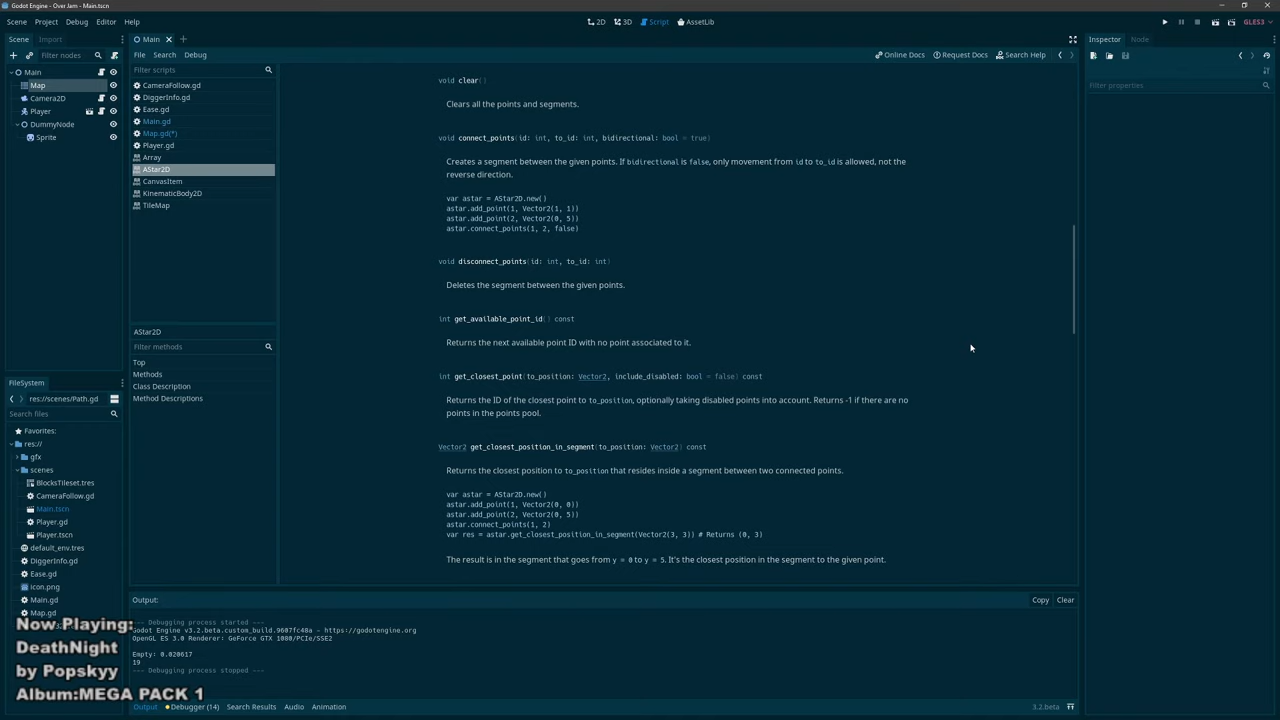 Godot Engine - Over Jam - Main.tscn
Scene Project Debug Editor Help
2D 3D Script AssetLib
GLES3
Scene Import
Filter nodes
Main
Map
Camera2D
Player
DummyNode
Sprite
FileSystem
res://scenes/Path.gd
Search files
Favorites:
res://
gfx
scenes
BlocksTileset.tres
CameraFollow.gd
Main.tscn
Player.gd
Player.tscn
default_env.tres
DiggerInfo.gd
Ease.gd
icon.png
Main.gd
Map.gd
Main
File Search Debug
Online Docs Request Docs Search Help
Filter scripts
CameraFollow.gd
DiggerInfo.gd
Ease.gd
Main.gd
Map.gd(*)
Player.gd
Array
AStar2D
CanvasItem
KinematicBody2D
TileMap
AStar2D
Filter methods
Top
Methods
Class Description
Method Descriptions
void clear()
Clears all the points and segments.
void connect_points(id: int, to_id: int, bidirectional: bool = true)
Creates a segment between the given points. If bidirectional is false, only movement from id to to_id is allowed, not the
reverse direction.
var astar = AStar2D.new()
astar.add_point(1, Vector2(1, 1))
astar.add_point(2, Vector2(0, 5))
astar.connect_points(1, 2, false)
void disconnect_points(id: int, to_id: int)
Deletes the segment between the given points.
int get_available_point_id() const
Returns the next available point ID with no point associated to it.
int get_closest_point(to_position: Vector2, include_disabled: bool = false) const
Returns the ID of the closest point to to_position, optionally taking disabled points into account. Returns -1 if there are no
points in the points pool.
Vector2 get_closest_position_in_segment(to_position: Vector2) const
Returns the closest position to to_position that resides inside a segment between two connected points.
var astar = AStar2D.new()
astar.add_point(1, Vector2(0, 0))
astar.add_point(2, Vector2(0, 5))
astar.connect_points(1, 2)
var res = astar.get_closest_position_in_segment(Vector2(3, 3)) # Returns (0, 3)
The result is in the segment that goes from y = 0 to y = 5. It's the closest position in the segment to the given point.
Output:
Copy Clear
--- Debugging process started ---
Godot Engine v3.2.beta.custom_build.9607fc48a - https://godotengine.org
OpenGL ES 3.0 Renderer: GeForce GTX 1080/PCIe/SSE2
Empty: 0.020617
19
--- Debugging process stopped ---
Output Debugger (14) Search Results Audio Animation
3.2.beta
Inspector Node
Filter properties
Now Playing:
DeathNight
by Popskyy
Album:MEGA PACK 1